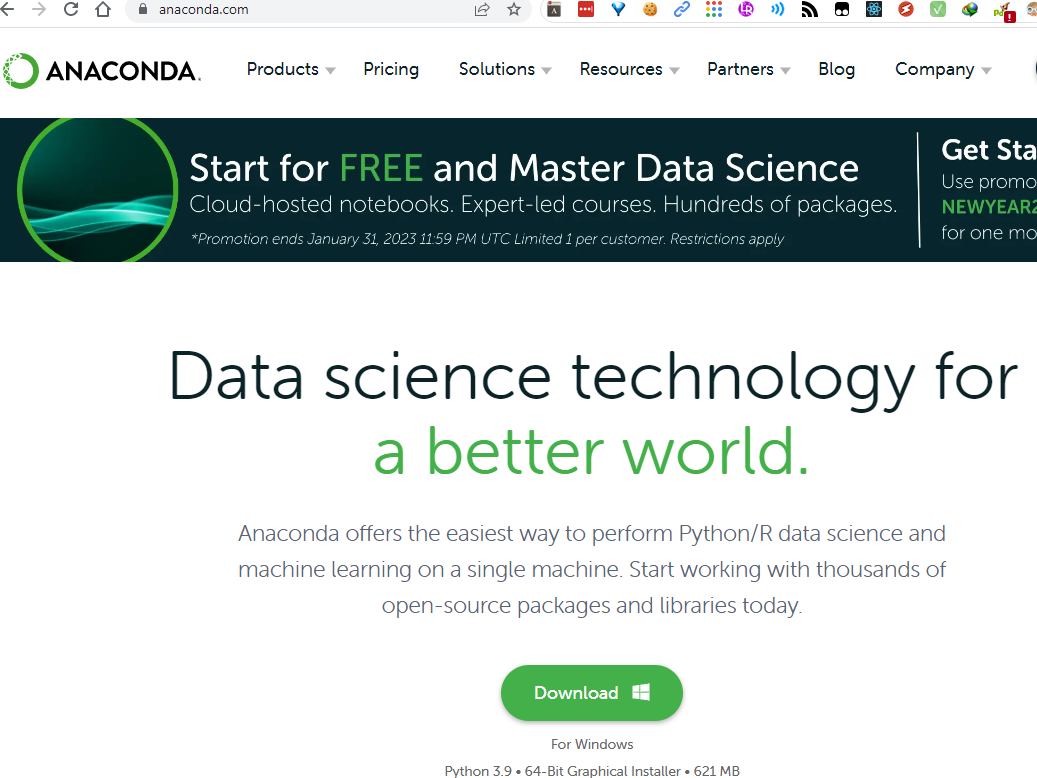 anaconda.com
ANACONDA.
Products
Pricing
Solutions
Resources
Partners
Blog
Company
Start for FREE and Master Data Science
Cloud-hosted notebooks. Expert-led courses. Hundreds of packages.
*Promotion ends January 31, 2023 11:59 PM UTC Limited 1 per customer. Restrictions apply
Get Sta
Use promo
NEWYEAR2
for one mo
Data science technology for
a better world.
Anaconda offers the easiest way to perform Python/R data science and
machine learning on a single machine. Start working with thousands of
open-source packages and libraries today.
Download
For Windows
Python 3.9 • 64-Bit Graphical Installer • 621 MB